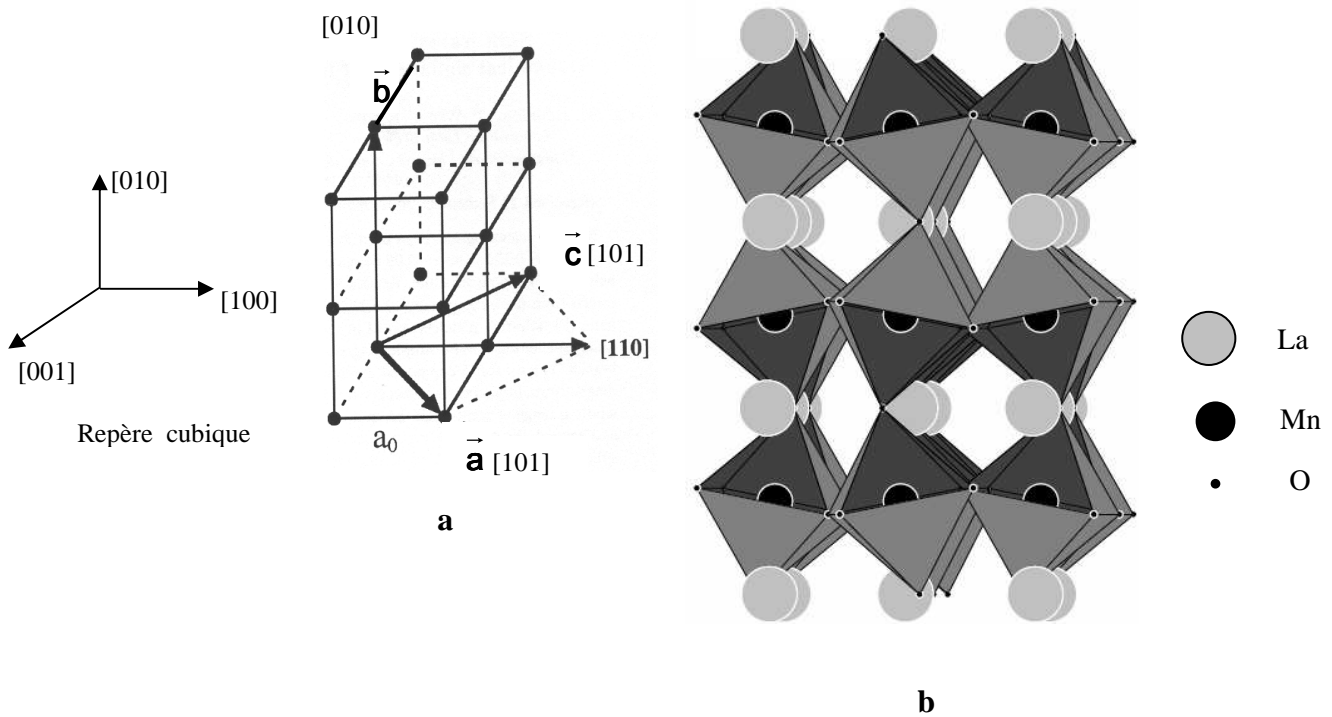 [010]
[100]
[001]
Repère cubique
[010]
b
c [101]
[110]
a₀
a [101]
a
La
Mn
O
b